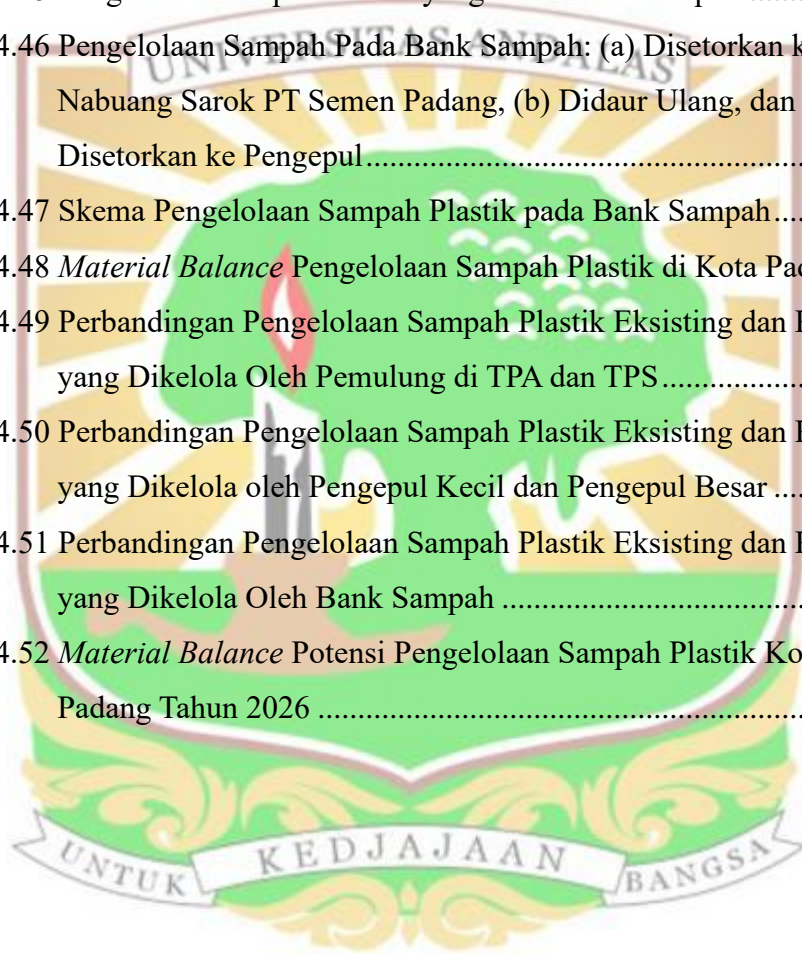 4.46 Pengelolaan Sampah Pada Bank Sampah: (a) Disetorkan k
Nabuang Sarok PT Semen Padang, (b) Didaur Ulang, dan
Disetorkan ke Pengepul
4.47 Skema Pengelolaan Sampah Plastik pada Bank Sampah
4.48 Material Balance Pengelolaan Sampah Plastik di Kota Pad
4.49 Perbandingan Pengelolaan Sampah Plastik Eksisting dan
yang Dikelola Oleh Pemulung di TPA dan TPS
4.50 Perbandingan Pengelolaan Sampah Plastik Eksisting dan
yang Dikelola oleh Pengepul Kecil dan Pengepul Besar
4.51 Perbandingan Pengelolaan Sampah Plastik Eksisting dan
yang Dikelola Oleh Bank Sampah
4.52 Material Balance Potensi Pengelolaan Sampah Plastik Ko
Padang Tahun 2026
UNIVERSITAS ANDALAS
UNTUK KEDJAJAAN BANGSA